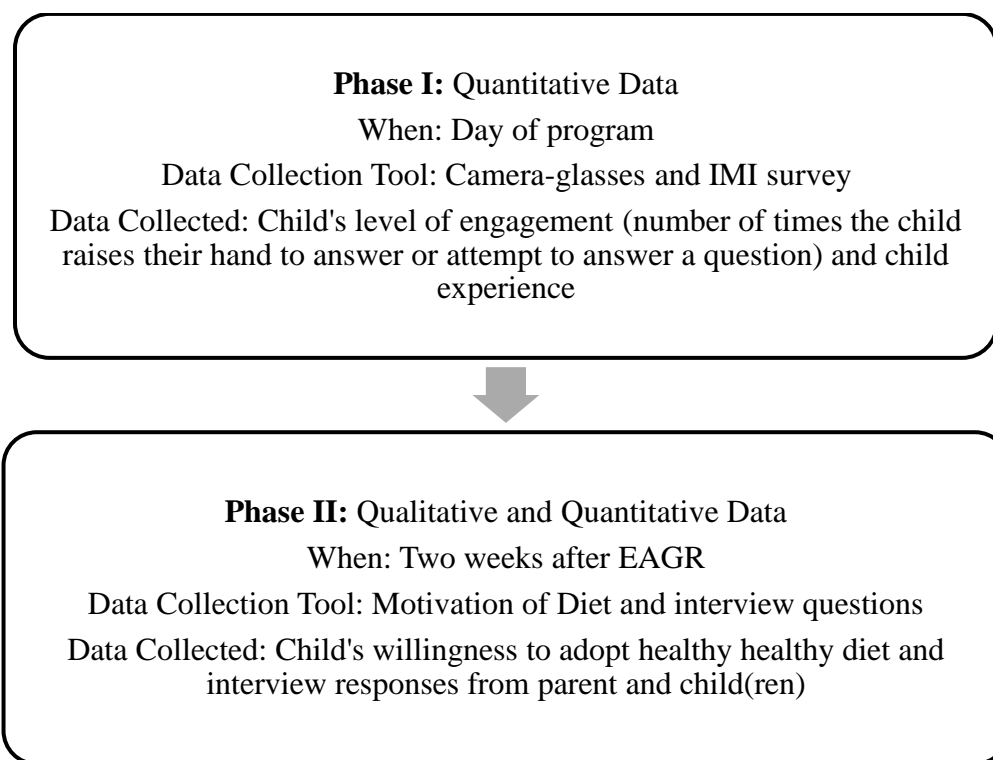 Phase I: Quantitative Data
When: Day of program
Data Collection Tool: Camera-glasses and IMI survey
Data Collected: Child's level of engagement (number of times the child
raises their hand to answer or attempt to answer a question) and child
experience
Phase II: Qualitative and Quantitative Data
When: Two weeks after EAGR
Data Collection Tool: Motivation of Diet and interview questions
Data Collected: Child's willingness to adopt healthy healthy diet and
interview responses from parent and child(ren)